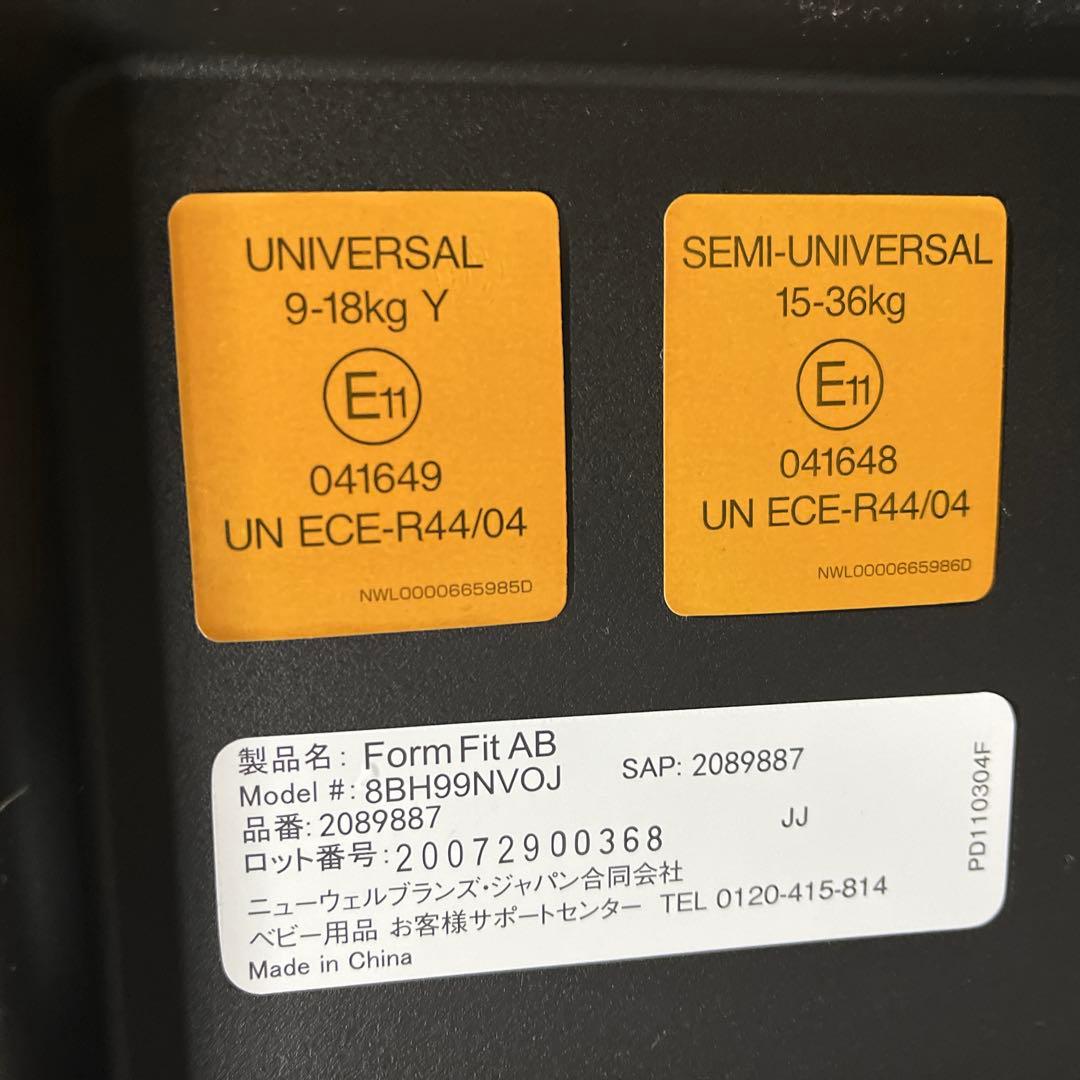 UNIVERSAL
9-18kg Y
E11
041649
UN ECE-R44/04
NWL0000665985D
SEMI-UNIVERSAL
15-36kg
E11
041648
UN ECE-R44/04
NWL0000665986D
製品名: Form Fit AB
Model #: 8BH99NVOJ SAP: 2089887
品番: 2089887 JJ
ロット番号: 20072900368
ニューウェルブランズ・ジャパン合同会社
ベビー用品 お客様サポートセンター TEL 0120-415-814
Made in China
PD110304F